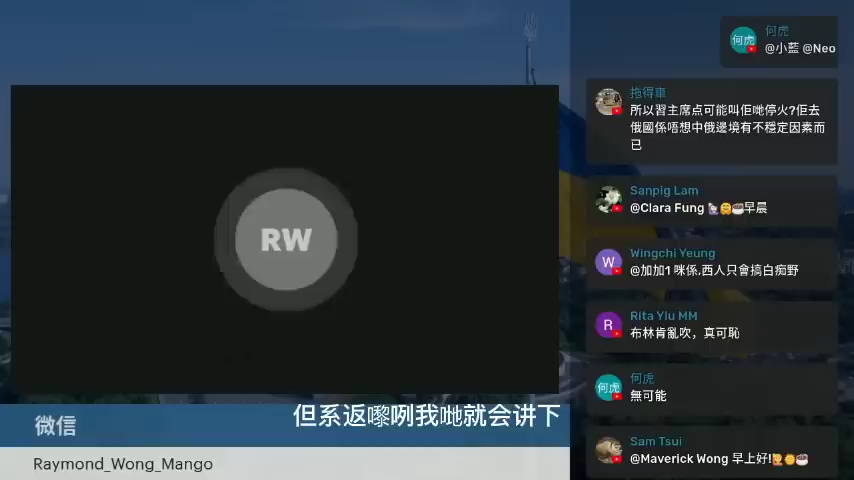 RW
但系返嚟咧我哋就会讲下
微信
Raymond_Wong_Mango
何虎
何虎
@小藍 @Neo
拖得車
所以習主席点可能叫佢哋停火?佢去
俄國係唔想中俄邊境有不穩定因素而
已
Sanpig Lam
@Clara Fung 早晨
W
Wingchi Yeung
@加加1 咪係,西人只會搞白痴野
R
Rita Yiu MM
布林肯亂吹，真可恥
何虎
何虎
無可能
Sam Tsui
@Maverick Wong 早上好!